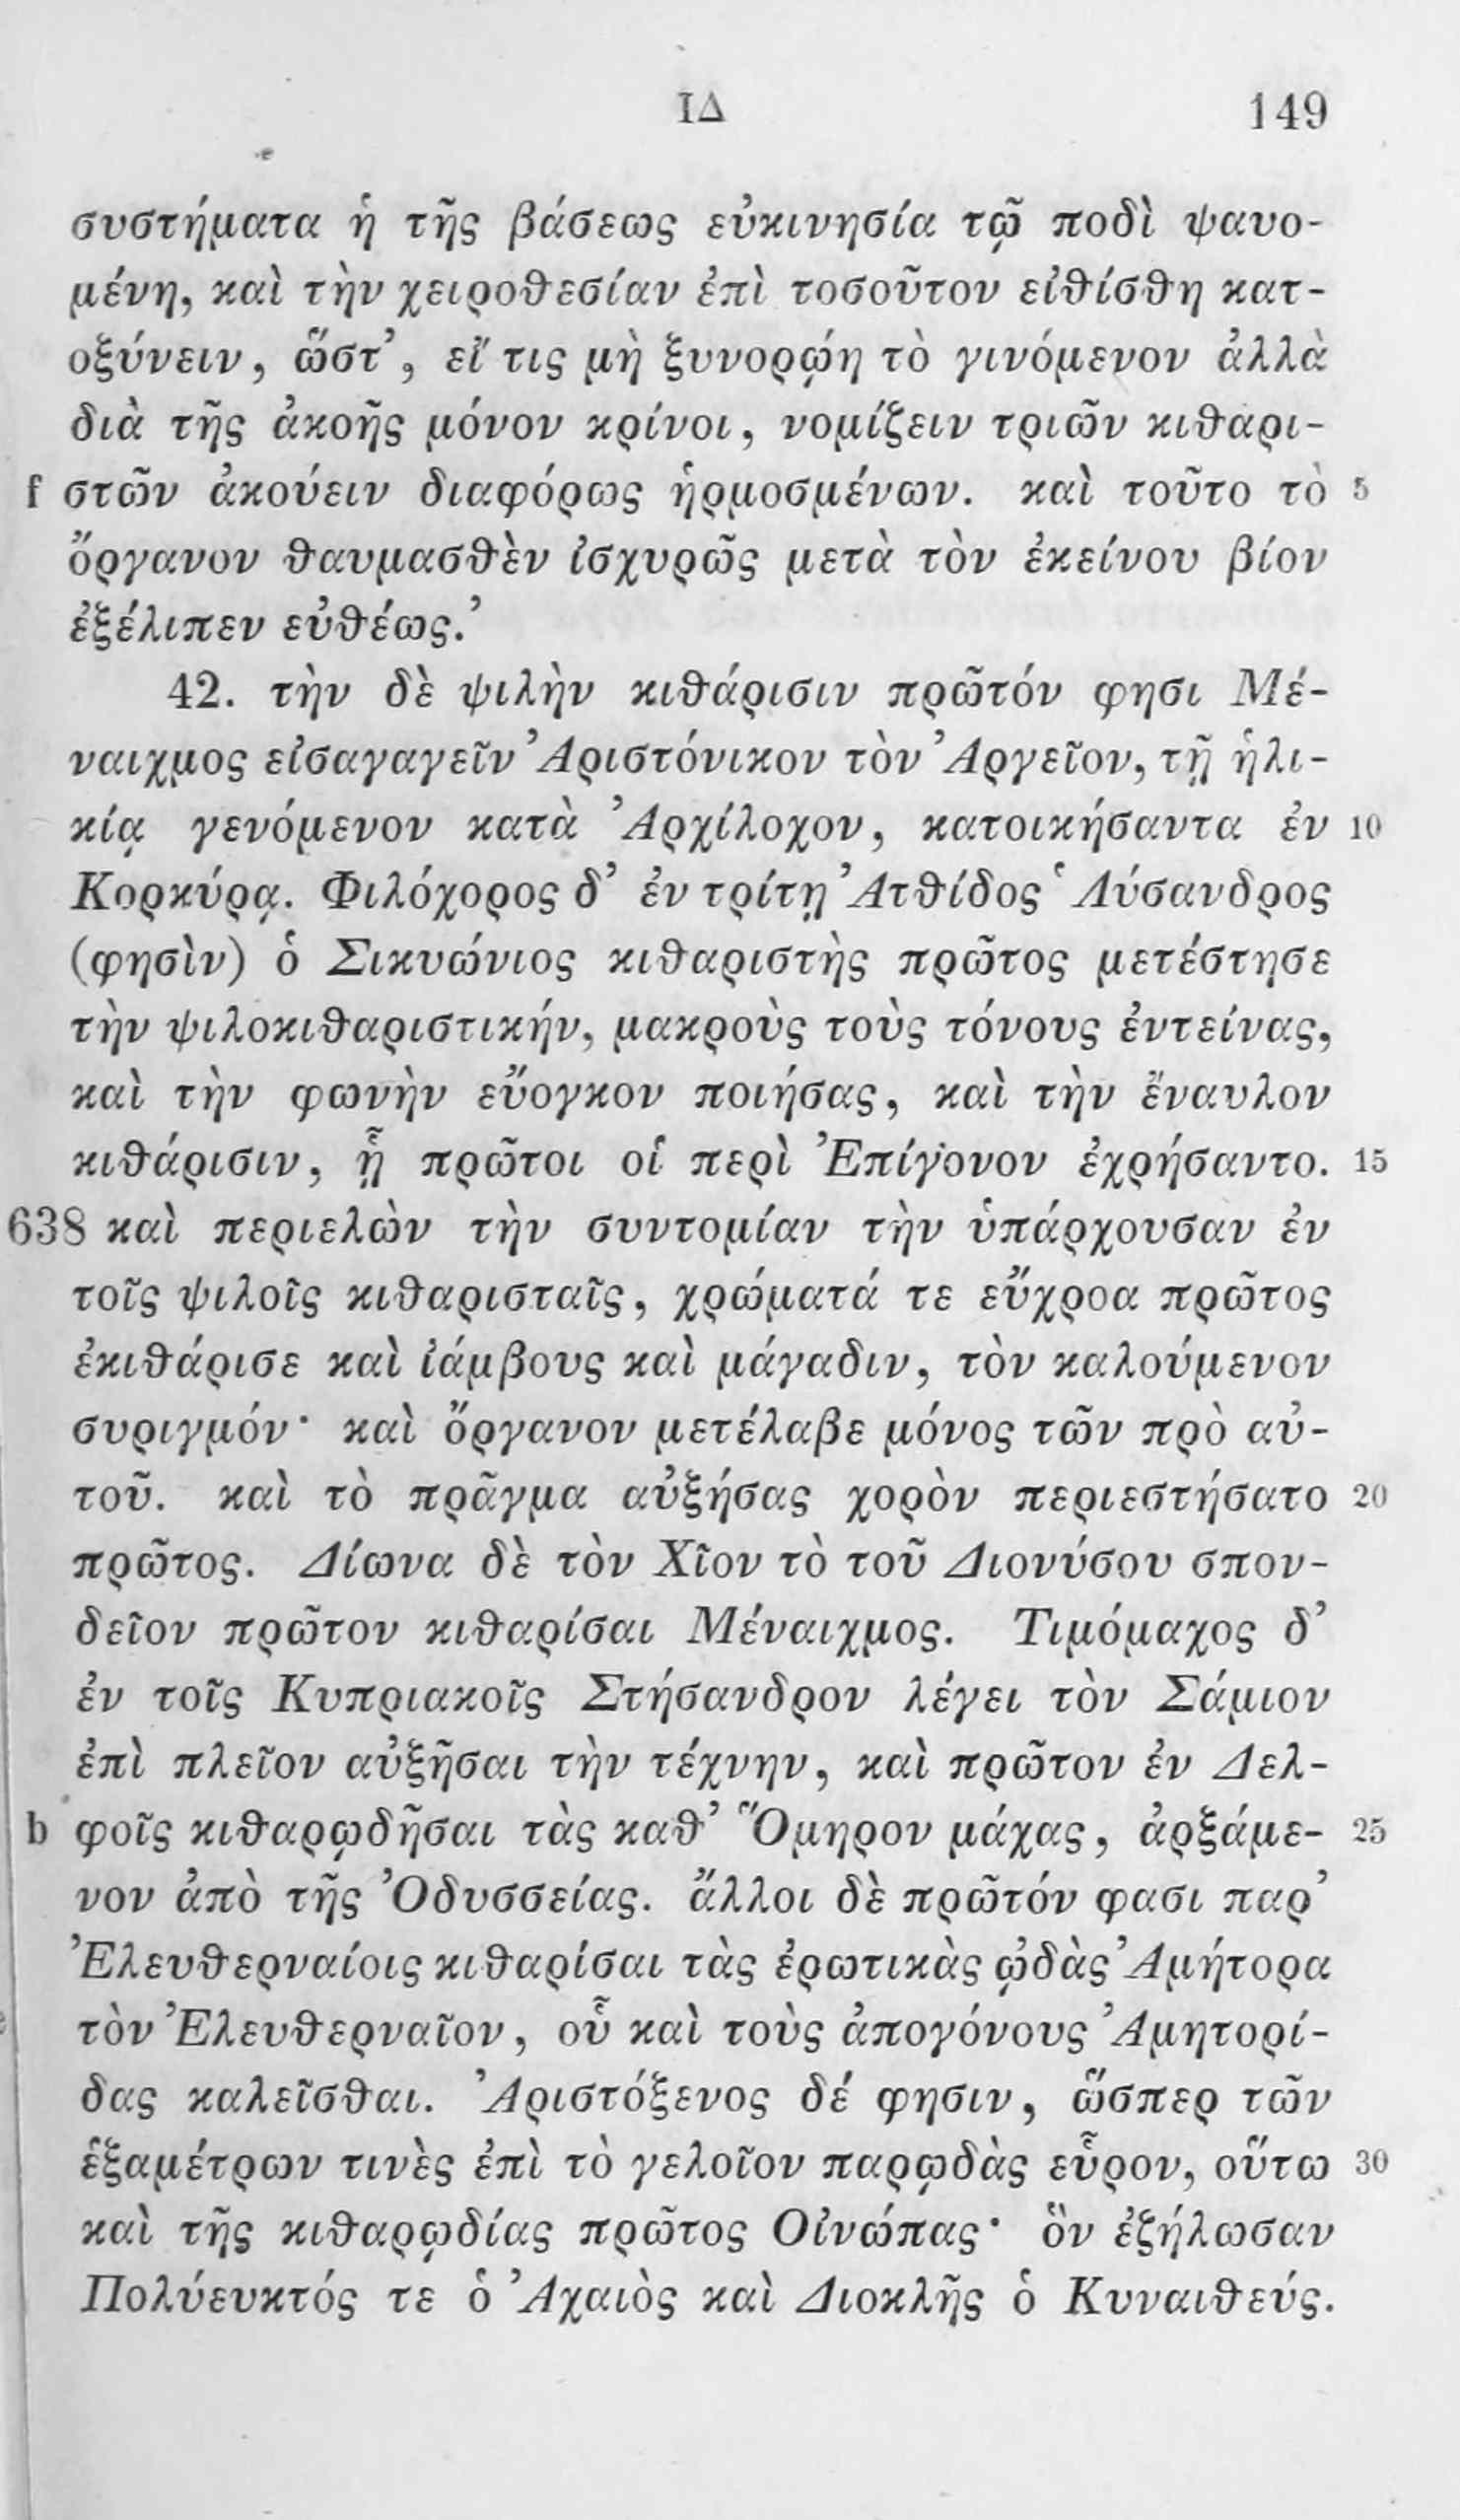 ΙΔ 149
συστήματα ἡ τῆς βάσεως εὐκινησία τῷ ποδὶ ψαυο-
μένη, καὶ τὴν χειροθεσίαν ἐπὶ τοσοῦτον εἰθίσθη κατ-
οξύνειν, ὥστ’, εἴ τις μὴ ξυνορῴη τὸ γινόμενον ἀλλὰ
διὰ τῆς ἀκοῆς μόνον κρίνοι, νομίζειν τριῶν κιθαρι-
f στῶν ἀκούειν διαφόρως ἡρμοσμένων. καὶ τοῦτο τὸ 5
ὄργανον θαυμασθὲν ἰσχυρῶς μετὰ τὸν ἐκείνου βίον
ἐξέλιπεν εὐθέως.’
42. τὴν δὲ ψιλὴν κιθάρισιν πρῶτόν φησι Μέ-
ναιχμος εἰσαγαγεῖν Ἀριστόνικον τὸν Ἀργεῖον, τῇ ἡλι-
κίᾳ γενόμενον κατὰ Ἀρχίλοχον, κατοικήσαντα ἐν 10
Κορκύρᾳ. Φιλόχορος δ’ ἐν τρίτῃ Ἀτθίδος ‘Λύσανδρος
(φησὶν) ὁ Σικυώνιος κιθαριστὴς πρῶτος μετέστησε
τὴν ψιλοκιθαριστικήν, μακροὺς τοὺς τόνους ἐντείνας,
καὶ τὴν φωνὴν εὔογκον ποιήσας, καὶ τὴν ἔναυλον
κιθάρισιν, ᾗ πρῶτοι οἱ περὶ Ἐπίγονον ἐχρήσαντο. 15
638 καὶ περιελὼν τὴν συντομίαν τὴν ὑπάρχουσαν ἐν
τοῖς ψιλοῖς κιθαρισταῖς, χρώματά τε εὔχροα πρῶτος
ἐκιθάρισε καὶ ἰάμβους καὶ μάγαδιν, τὸν καλούμενον
συριγμόν· καὶ ὄργανον μετέλαβε μόνος τῶν πρὸ αὐ-
τοῦ. καὶ τὸ πρᾶγμα αὐξήσας χορὸν περιεστήσατο 20
πρῶτος. Δίωνα δὲ τὸν Χῖον τὸ τοῦ Διονύσου σπον-
δεῖον πρῶτον κιθαρίσαι Μέναιχμος. Τιμόμαχος δ’
ἐν τοῖς Κυπριακοῖς Στήσανδρον λέγει τὸν Σάμιον
ἐπὶ πλεῖον αὐξῆσαι τὴν τέχνην, καὶ πρῶτον ἐν Δελ-
b φοῖς κιθαρῳδῆσαι τὰς καθ’ Ὅμηρον μάχας, ἀρξάμε- 25
νον ἀπὸ τῆς Ὀδυσσείας. ἄλλοι δὲ πρῶτόν φασι παρ’
Ἐλευθερναίοις κιθαρίσαι τὰς ἐρωτικὰς ᾠδὰς Ἀμήτορα
τὸν Ἐλευθερναῖον, οὗ καὶ τοὺς ἀπογόνους Ἀμητορί-
δας καλεῖσθαι. Ἀριστόξενος δέ φησιν, ὥσπερ τῶν
ἑξαμέτρων τινὲς ἐπὶ τὸ γελοῖον παρῳδὰς εὗρον, οὕτω 30
καὶ τῆς κιθαρῳδίας πρῶτος Οἰνώπας· ὃν ἐζήλωσαν
Πολύευκτός τε ὁ Ἀχαιὸς καὶ Διοκλῆς ὁ Κυναιθεύς.